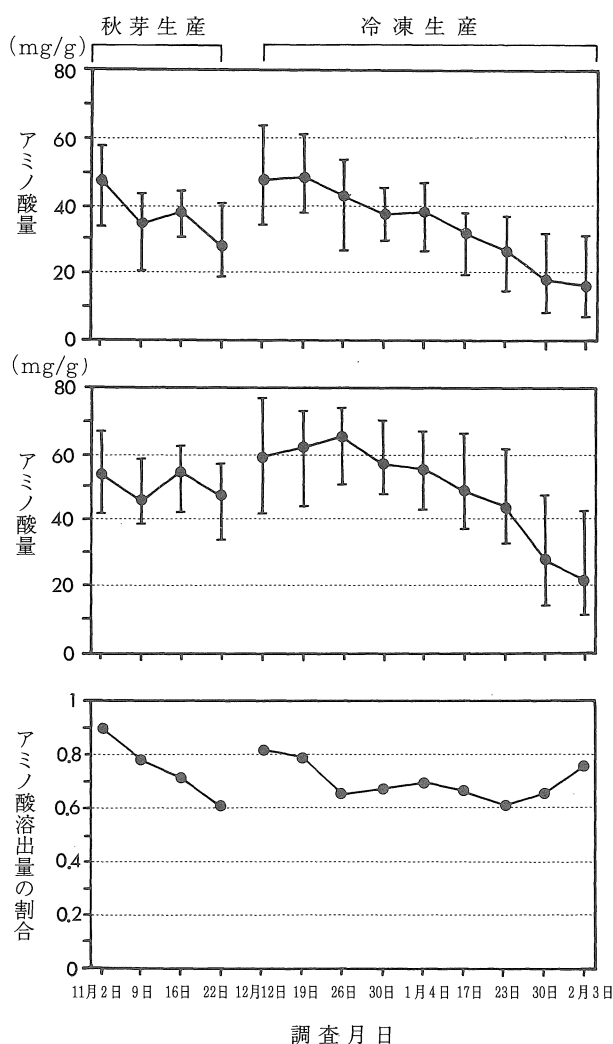 秋芽生産 冷凍生産
(mg/g)
80
60
40
20
0
アミノ酸量
(mg/g)
80
60
40
20
0
アミノ酸量
1
0.8
0.6
0.4
0.2
0
アミノ酸溶出量の割合
11月2日 9日 16日 22日 12月12日 19日 26日 30日 1月4日 17日 23日 30日 2月3日
調査月日